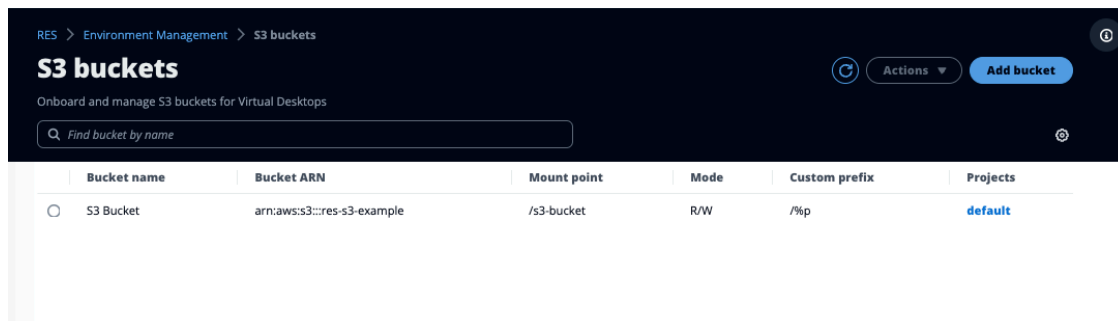 RES > Environment Management > S3 buckets
S3 buckets
Actions ▼ Add bucket
Onboard and manage S3 buckets for Virtual Desktops
Find bucket by name
Bucket name Bucket ARN Mount point Mode Custom prefix Projects
S3 Bucket arn:aws:s3:::res-s3-example /s3-bucket R/W /%p default